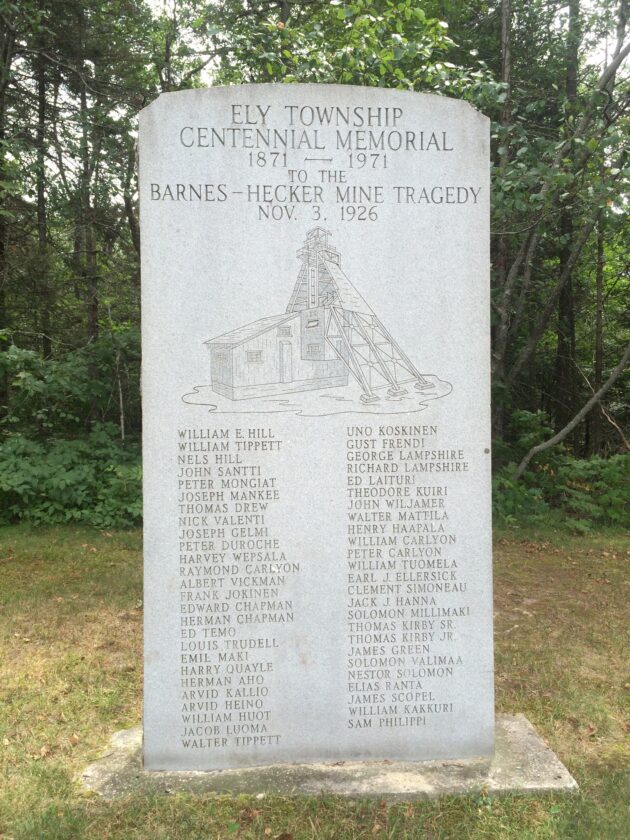 ELY TOWNSHIP
CENTENNIAL MEMORIAL
1871 — 1971
TO THE
BARNES-HECKER MINE TRAGEDY
NOV. 3, 1926
WILLIAM E. HILL
WILLIAM TIPPETT
NELS HILL
JOHN SANTTI
PETER MONGIAT
JOSEPH MANKEE
THOMAS DREW
NICK VALENTI
JOSEPH GELMI
PETER DUROCHE
HARVEY WEPSALA
RAYMOND CARLYON
ALBERT VICKMAN
FRANK JOKINEN
EDWARD CHAPMAN
HERMAN CHAPMAN
ED TEMO
LOUIS TRUDELL
EMIL MAKI
HARRY QUAYLE
HERMAN AHO
ARVID KALLIO
ARVID HEINO
WILLIAM HUOT
JACOB LUOMA
WALTER TIPPETT
UNO KOSKINEN
GUST FRENDI
GEORGE LAMPSHIRE
RICHARD LAMPSHIRE
ED LAITURI
THEODORE KUIRI
JOHN WILJAMER
WALTER MATTILA
HENRY HAAPALA
WILLIAM CARLYON
PETER CARLYON
WILLIAM TUOMELA
EARL J. ELLERSICK
CLEMENT SIMONEAU
JACK J. HANNA
SOLOMON MILLIMAKI
THOMAS KIRBY SR.
THOMAS KIRBY JR.
JAMES GREEN
SOLOMON VALIMAA
NESTOR SOLOMON
ELIAS RANTA
JAMES SCOPEL
WILLIAM KAKKURI
SAM PHILIPPI